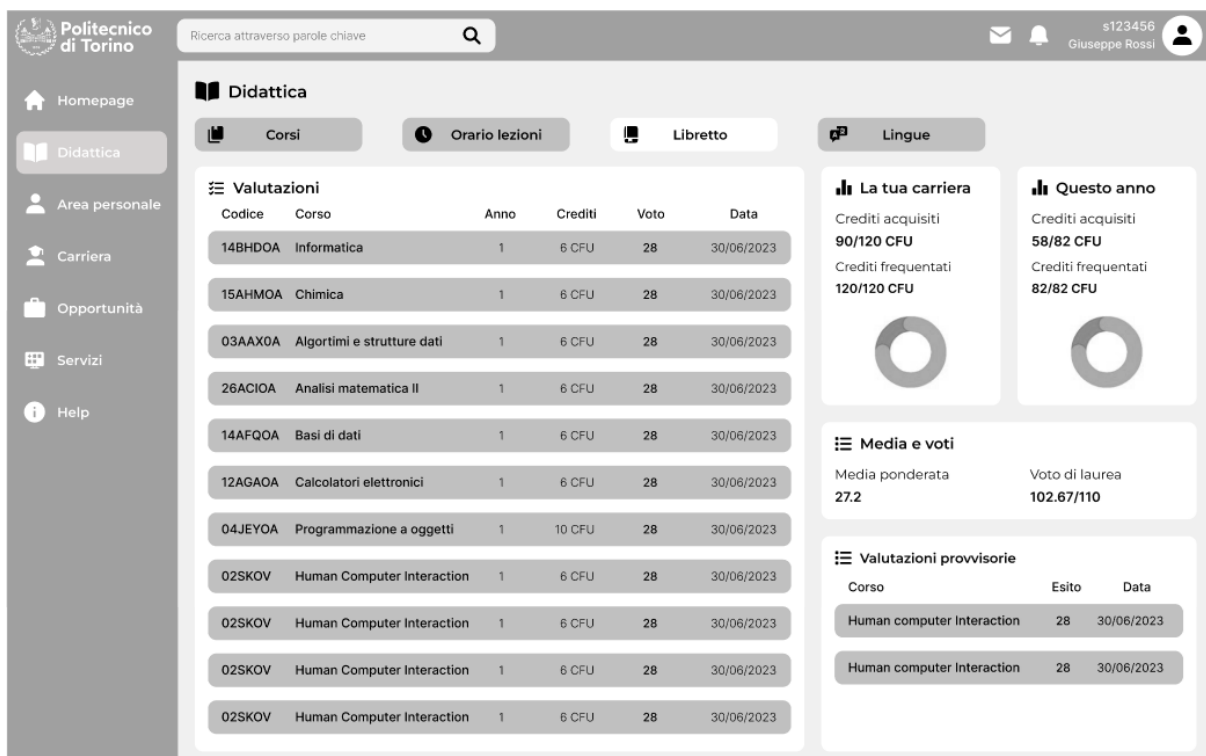 Politecnico
di Torino
Ricerca attraverso parole chiave
s123456
Giuseppe Rossi
Homepage
Didattica
Area personale
Carriera
Opportunità
Servizi
Help
Didattica
Corsi
Orario lezioni
Libretto
Lingue
Valutazioni
Codice Corso Anno Crediti Voto Data
14BHDOA Informatica 1 6 CFU 28 30/06/2023
15AHMOA Chimica 1 6 CFU 28 30/06/2023
03AAX0A Algortimi e strutture dati 1 6 CFU 28 30/06/2023
26ACIOA Analisi matematica II 1 6 CFU 28 30/06/2023
14AFQOA Basi di dati 1 6 CFU 28 30/06/2023
12AGAOA Calcolatori elettronici 1 6 CFU 28 30/06/2023
04JEYOA Programmazione a oggetti 1 10 CFU 28 30/06/2023
02SKOV Human Computer Interaction 1 6 CFU 28 30/06/2023
02SKOV Human Computer Interaction 1 6 CFU 28 30/06/2023
02SKOV Human Computer Interaction 1 6 CFU 28 30/06/2023
02SKOV Human Computer Interaction 1 6 CFU 28 30/06/2023
La tua carriera
Crediti acquisiti
90/120 CFU
Crediti frequentati
120/120 CFU
Questo anno
Crediti acquisiti
58/82 CFU
Crediti frequentati
82/82 CFU
Media e voti
Media ponderata Voto di laurea
27.2 102.67/110
Valutazioni provvisorie
Corso Esito Data
Human computer Interaction 28 30/06/2023
Human computer Interaction 28 30/06/2023